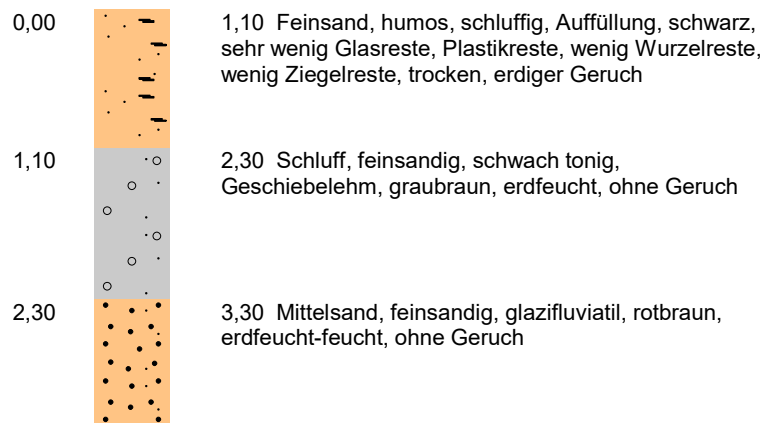 0,00
1,10 Feinsand, humos, schluffig, Auffüllung, schwarz,
sehr wenig Glasreste, Plastikreste, wenig Wurzelreste,
wenig Ziegelreste, trocken, erdiger Geruch
1,10
2,30 Schluff, feinsandig, schwach tonig,
Geschiebelehm, graubraun, erdfeucht, ohne Geruch
2,30
3,30 Mittelsand, feinsandig, glazifluviatil, rotbraun,
erdfeucht-feucht, ohne Geruch